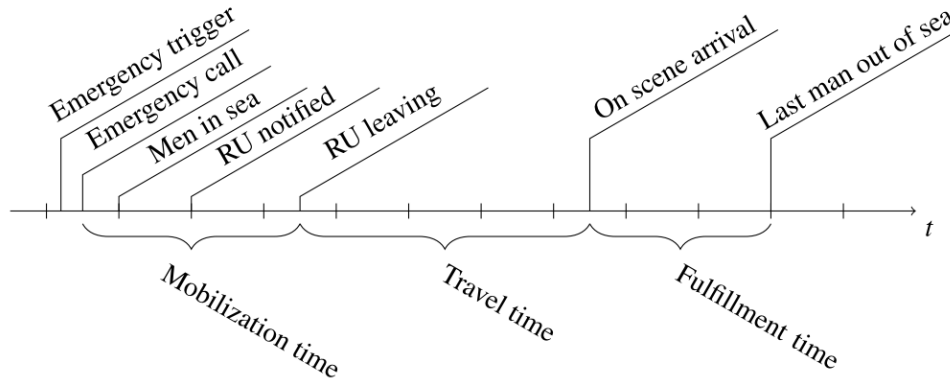 Emergency trigger
Emergency call
Men in sea
RU notified
RU leaving
On scene arrival
Last man out of sea
t
Mobilization time
Travel time
Fulfillment time